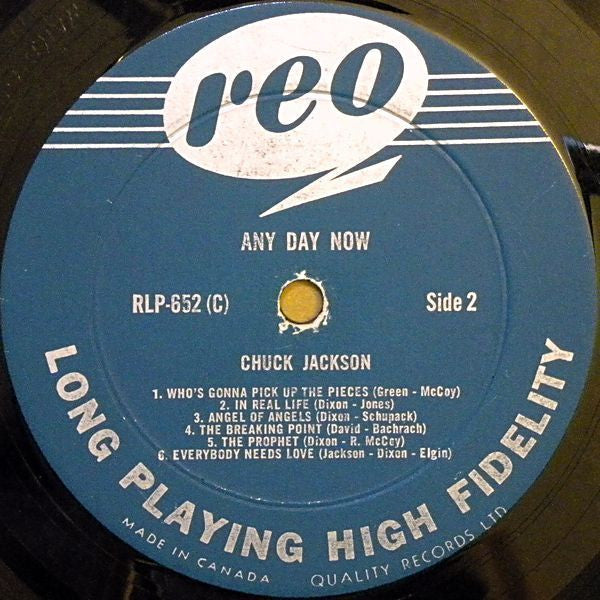 reo
ANY DAY NOW
RLP-652 (C)
Side 2
CHUCK JACKSON
1. WHO'S GONNA PICK UP THE PIECES (Green - McCoy)
2. IN REAL LIFE (Dixon - Jones)
3. ANGEL OF ANGELS (Dixon - Schupack)
4. THE BREAKING POINT (David - Bachrach)
5. THE PROPHET (Dixon - R. McCoy)
6. EVERYBODY NEEDS LOVE (Jackson - Dixon - Elgin)
LONG PLAYING HIGH FIDELITY
MADE IN CANADA
QUALITY RECORDS LTD